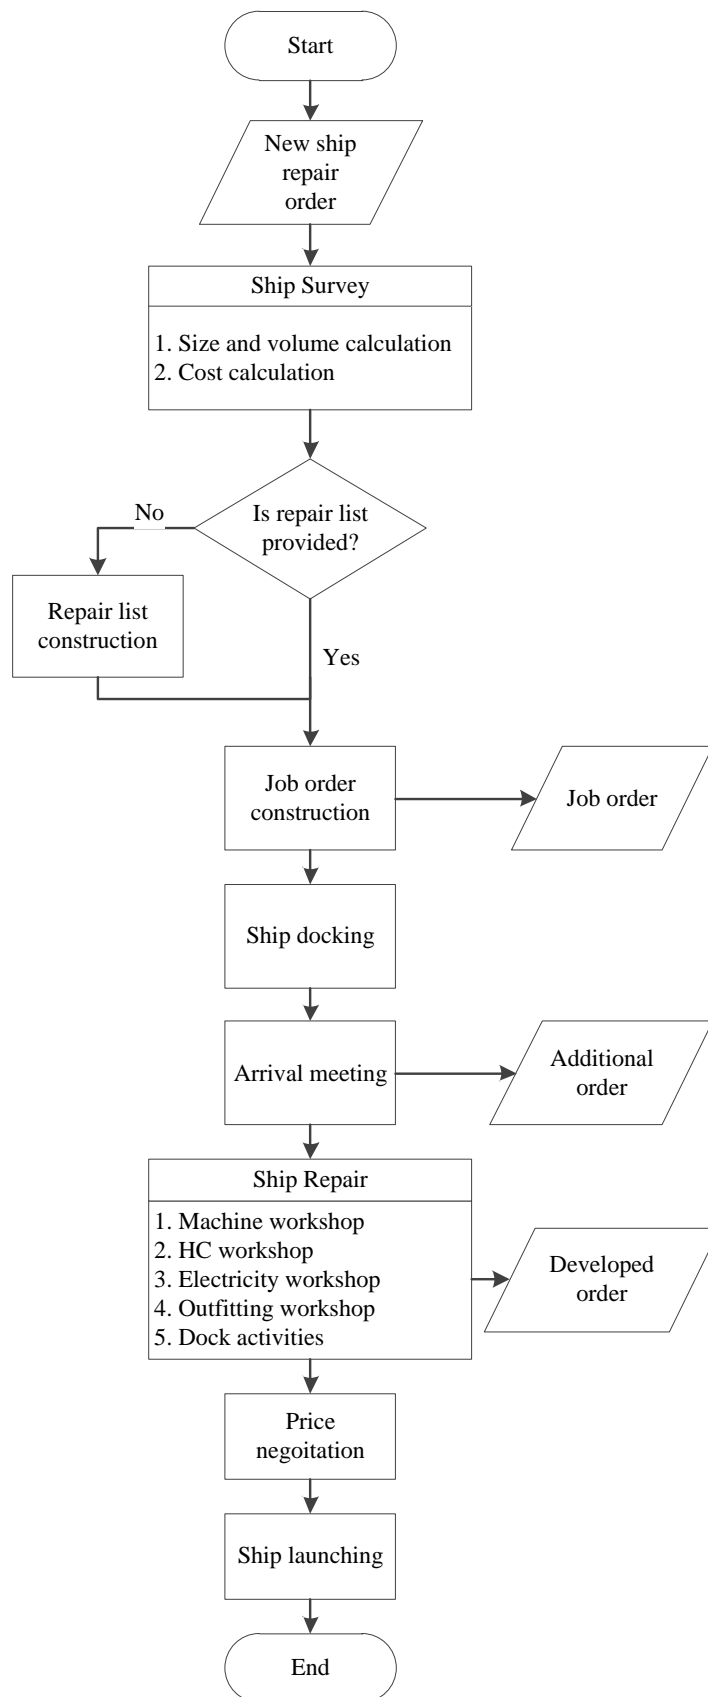 Start
New ship
repair
order
Ship Survey
1. Size and volume calculation
2. Cost calculation
Is repair list
provided?
No
Repair list
construction
Yes
Job order
construction
Job order
Ship docking
Arrival meeting
Additional
order
Ship Repair
1. Machine workshop
2. HC workshop
3. Electricity workshop
4. Outfitting workshop
5. Dock activities
Developed
order
Price
negoitation
Ship launching
End